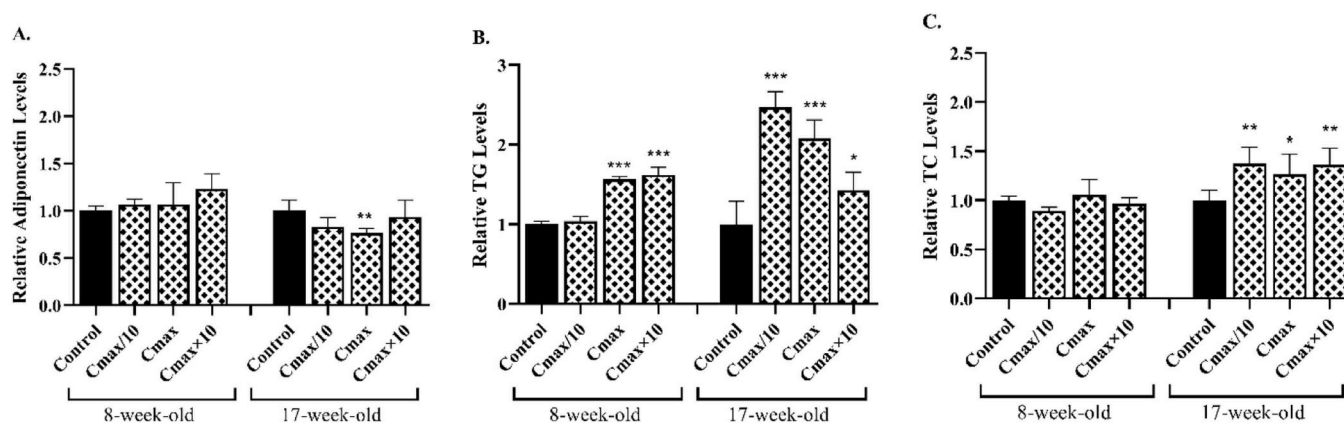 A.
Relative Adiponectin Levels
2.5
2.0
1.5
1.0
0.5
0.0
**
Control
Cmax/10
Cmax
Cmax×10
Control
Cmax/10
Cmax
Cmax×10
8-week-old
17-week-old
B.
Relative TG Levels
3
2
1
0
***
***
***
***
*
Control
Cmax/10
Cmax
Cmax×10
Control
Cmax/10
Cmax
Cmax×10
8-week-old
17-week-old
C.
Relative TC Levels
2.5
2.0
1.5
1.0
0.5
0.0
**
*
**
Control
Cmax/10
Cmax
Cmax×10
Control
Cmax/10
Cmax
Cmax×10
8-week-old
17-week-old